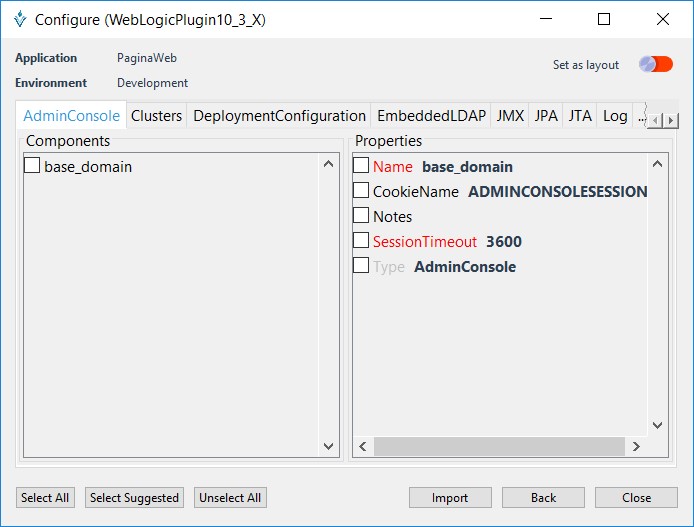 Configure (WebLogicPlugin10_3_X)
Application PaginaWeb
Set as layout
Environment Development
AdminConsole Clusters DeploymentConfiguration EmbeddedLDAP JMX JPA JTA Log ...
Components
base_domain
Properties
Name base_domain
CookieName ADMINCONSOLESESSION
Notes
SessionTimeout 3600
Type AdminConsole
Select All Select Suggested Unselect All Import Back Close